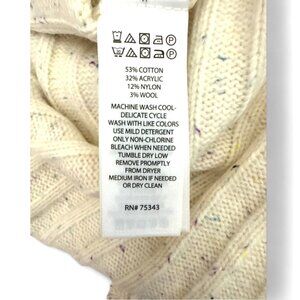 53% COTTON
32% ACRYLIC
12% NYLON
3% WOOL
MACHINE WASH COOL-
DELICATE CYCLE
WASH WITH LIKE COLORS
USE MILD DETERGENT
ONLY NON-CHLORINE
BLEACH WHEN NEEDED
TUMBLE DRY LOW
REMOVE PROMPTLY
FROM DRYER
MEDIUM IRON IF NEEDED
OR DRY CLEAN
RN# 75343